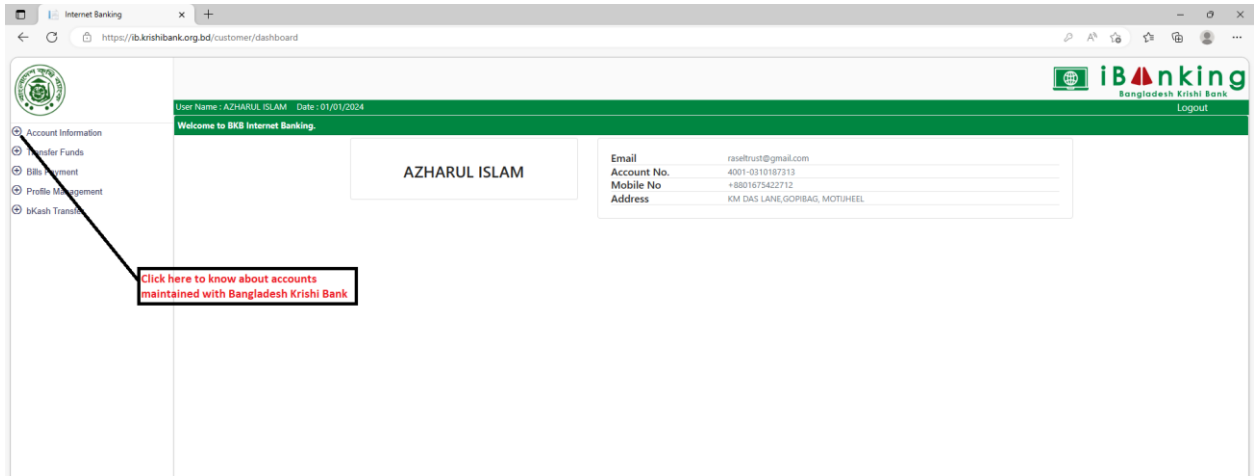 Internet Banking
https://ib.krishibank.org.bd/customer/dashboard
iBAnking
Bangladesh Krishi Bank
User Name : AZHARUL ISLAM Date : 01/01/2024
Logout
Welcome to BKB Internet Banking.
Account Information
Transfer Funds
Bills Payment
Profile Management
bKash Transfer
AZHARUL ISLAM
Email raseltrust@gmail.com
Account No. 4001-0310187313
Mobile No +8801675422712
Address KM DAS LANE,GOPIBAG, MOTIJHEEL
Click here to know about accounts
maintained with Bangladesh Krishi Bank